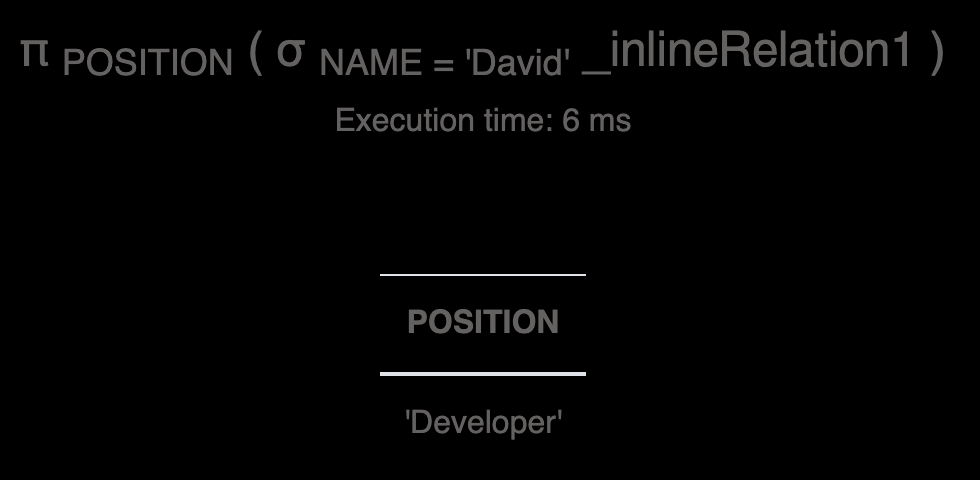 π POSITION ( σ NAME = 'David' _inlineRelation1 )
Execution time: 6 ms
POSITION
'Developer'